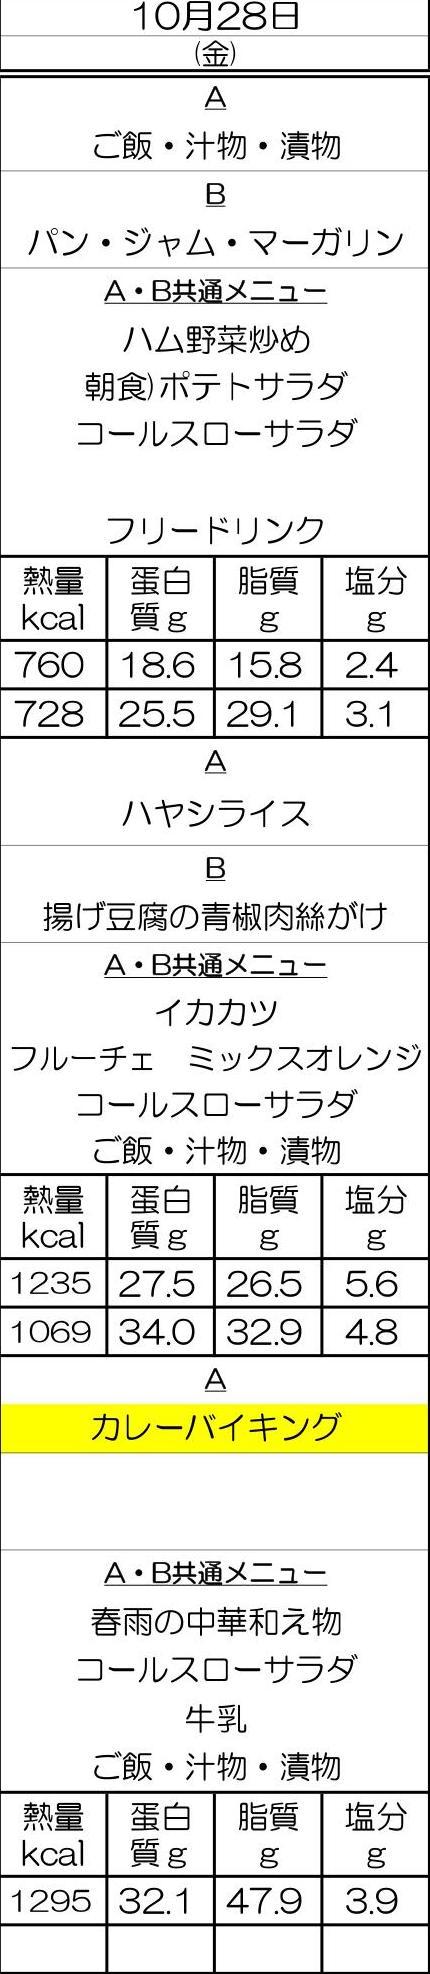 10月28日
(金)
A
ご飯・汁物・漬物
B
パン・ジャム・マーガリン
A・B共通メニュー
ハム野菜炒め
朝食)ポテトサラダ
コールスローサラダ
フリードリンク
熱量 蛋白 脂質 塩分
kcal 質g g g
760 18.6 15.8 2.4
728 25.5 29.1 3.1
A
ハヤシライス
B
揚げ豆腐の青椒肉絲がけ
A・B共通メニュー
イカカツ
フルーチェ　ミックスオレンジ
コールスローサラダ
ご飯・汁物・漬物
熱量 蛋白 脂質 塩分
kcal 質g g g
1235 27.5 26.5 5.6
1069 34.0 32.9 4.8
A
カレーバイキング
A・B共通メニュー
春雨の中華和え物
コールスローサラダ
牛乳
ご飯・汁物・漬物
熱量 蛋白 脂質 塩分
kcal 質g g g
1295 32.1 47.9 3.9